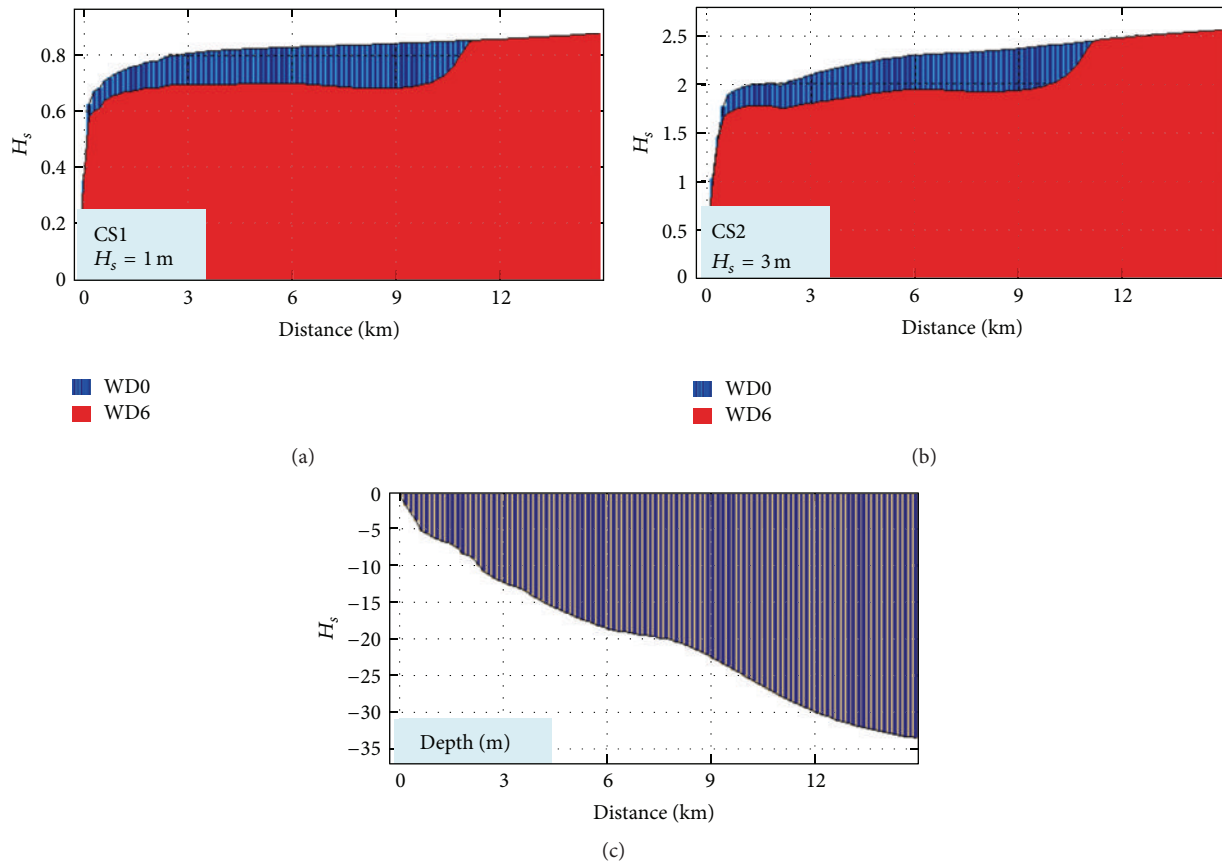 0.8
0.6
0.4
0.2
0
H_s
CS1
H_s = 1 m
0 3 6 9 12
Distance (km)
WD0
WD6
(a)
2.5
2
1.5
1
0.5
0
H_s
CS2
H_s = 3 m
0 3 6 9 12
Distance (km)
WD0
WD6
(b)
0
−5
−10
−15
−20
−25
−30
−35
H_s
Depth (m)
0 3 6 9 12
Distance (km)
(c)